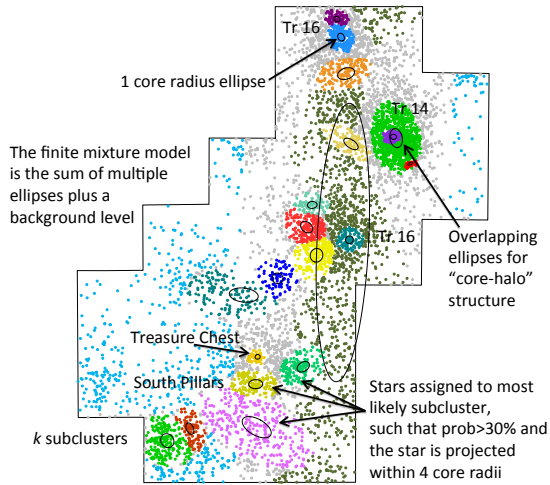 Tr 16
1 core radius ellipse
Tr 14
The finite mixture model
is the sum of multiple
ellipses plus a
background level
Tr 16
Overlapping
ellipses for
“core-halo”
structure
Treasure Chest
South Pillars
Stars assigned to most
likely subcluster,
such that prob>30% and
the star is projected
within 4 core radii
k subclusters